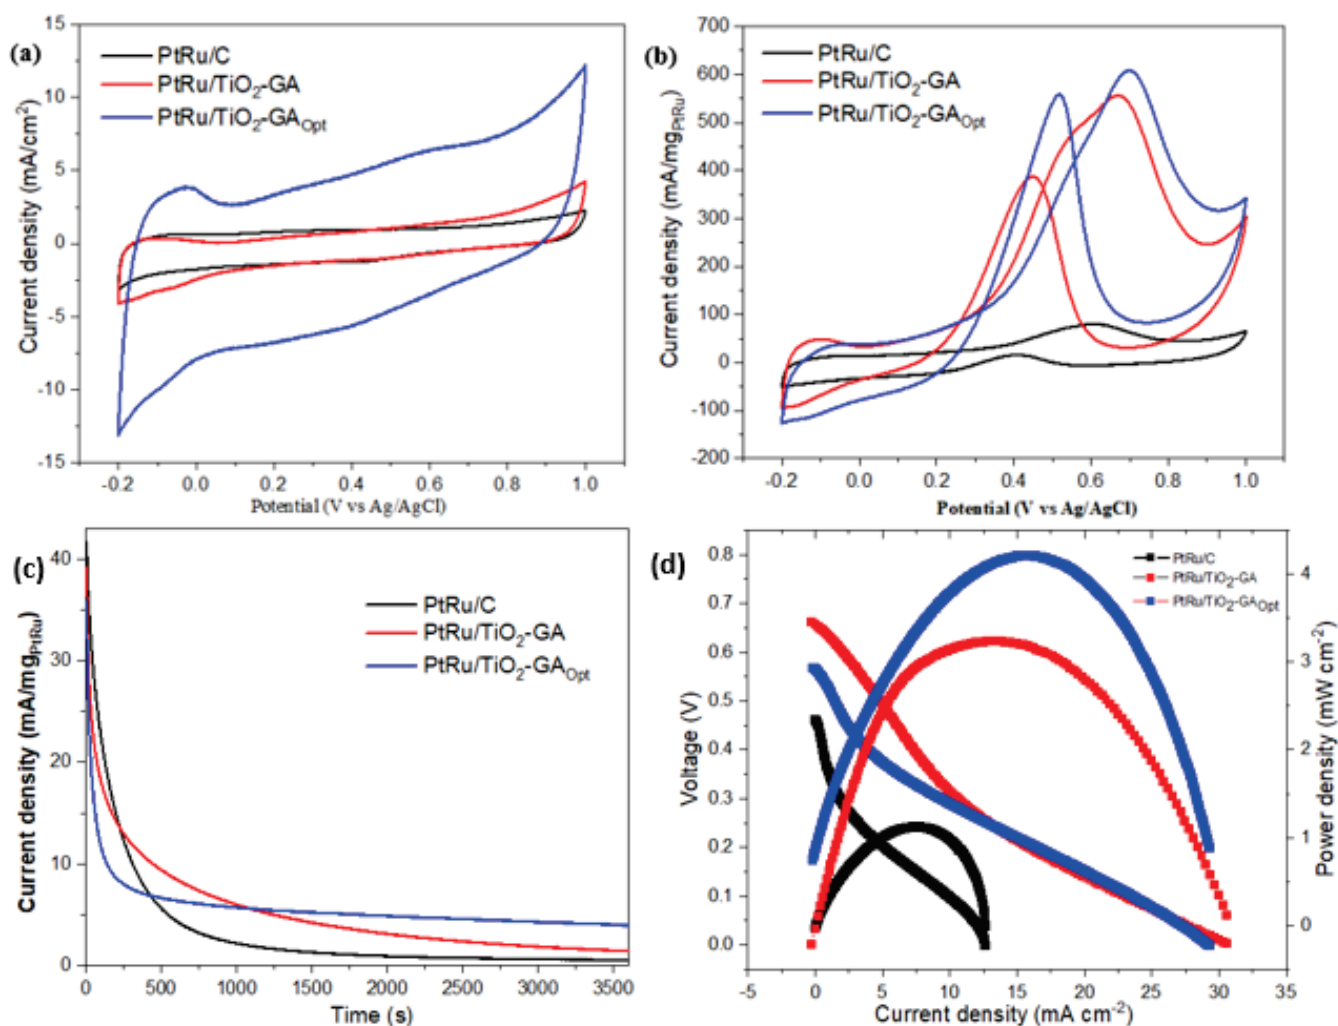 (a)
PtRu/C
PtRu/TiO2-GA
PtRu/TiO2-GAOpt
Current density (mA/cm2)
15
10
5
0
-5
-10
-15
-0.2 0.0 0.2 0.4 0.6 0.8 1.0
Potential (V vs Ag/AgCl)
(b)
PtRu/C
PtRu/TiO2-GA
PtRu/TiO2-GAOpt
Current density (mA/mgPtRu)
700
600
500
400
300
200
100
0
-100
-200
-0.2 0.0 0.2 0.4 0.6 0.8 1.0
Potential (V vs Ag/AgCl)
(c)
PtRu/C
PtRu/TiO2-GA
PtRu/TiO2-GAOpt
Current density (mA/mgPtRu)
40
30
20
10
0
0 500 1000 1500 2000 2500 3000 3500
Time (s)
(d)
PtRu/C
PtRu/TiO2-GA
PtRu/TiO2-GAOpt
Voltage (V)
0.8
0.7
0.6
0.5
0.4
0.3
0.2
0.1
0.0
Power density (mW cm-2)
4
3
2
1
0
-5 0 5 10 15 20 25 30 35
Current density (mA cm-2)